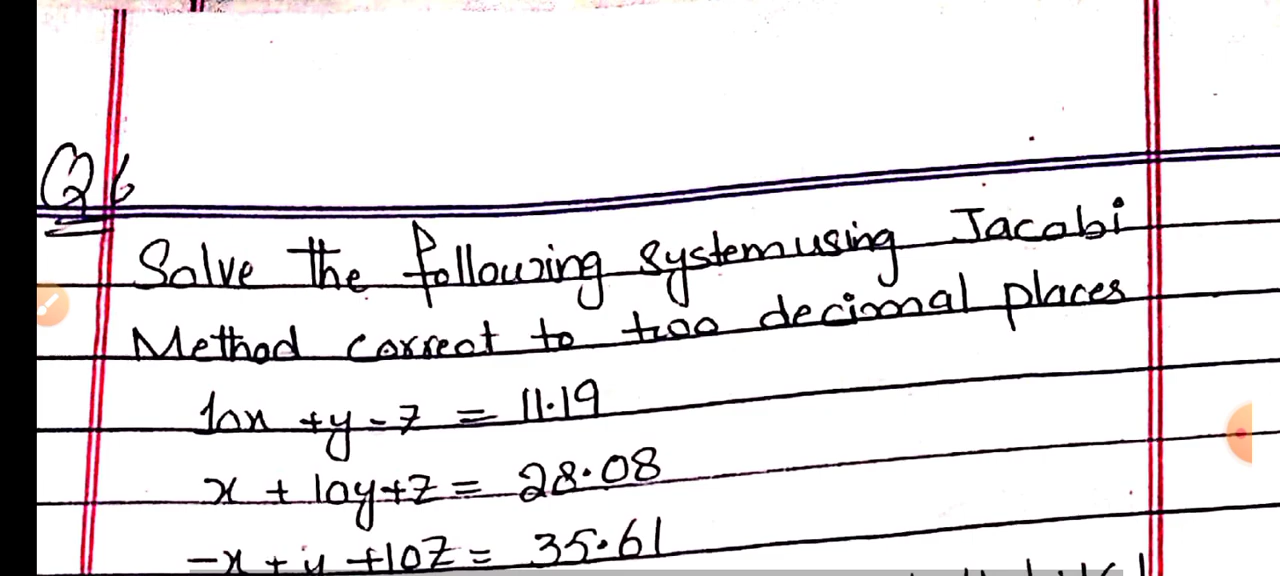 Q6
Solve the following system using Jacobi
Method correct to two decimal places
10x + y - z = 11.19
x + 10y + z = 28.08
-x + y + 10z = 35.61